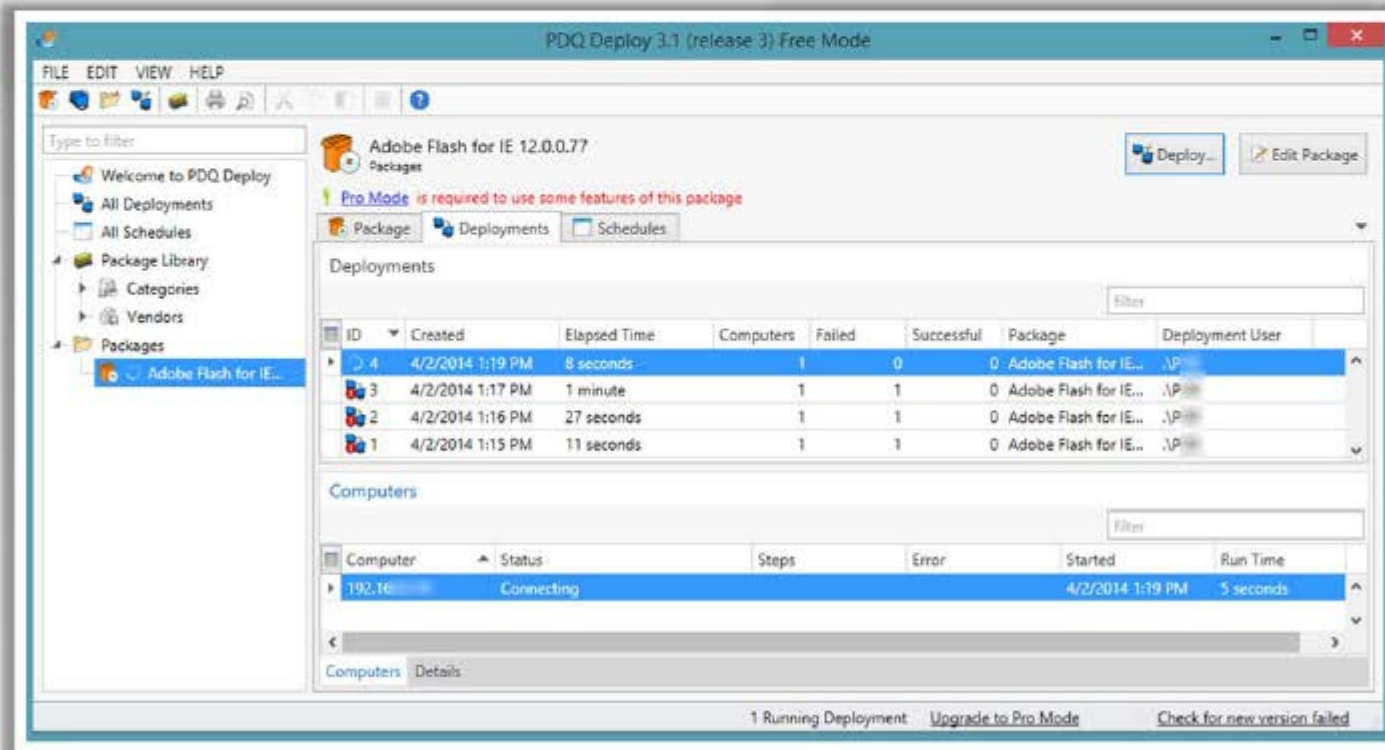 PDQ Deploy 3.1 (release 3) Free Mode
FILE EDIT VIEW HELP
Type to filter
Welcome to PDQ Deploy
All Deployments
All Schedules
Package Library
Categories
Vendors
Packages
Adobe Flash for IE...
Adobe Flash for IE 12.0.0.77
Packages
Deploy...
Edit Package
Pro Mode is required to use some features of this package
Package Deployments Schedules
Deployments
Filter
ID Created Elapsed Time Computers Failed Successful Package Deployment User
4 4/2/2014 1:19 PM 8 seconds 1 0 0 Adobe Flash for IE... .\P
3 4/2/2014 1:17 PM 1 minute 1 1 0 Adobe Flash for IE... .\P
2 4/2/2014 1:16 PM 27 seconds 1 1 0 Adobe Flash for IE... .\P
1 4/2/2014 1:15 PM 11 seconds 1 1 0 Adobe Flash for IE... .\P
Computers
Filter
Computer Status Steps Error Started Run Time
192.16 Connecting 4/2/2014 1:19 PM 5 seconds
Computers Details
1 Running Deployment Upgrade to Pro Mode Check for new version failed